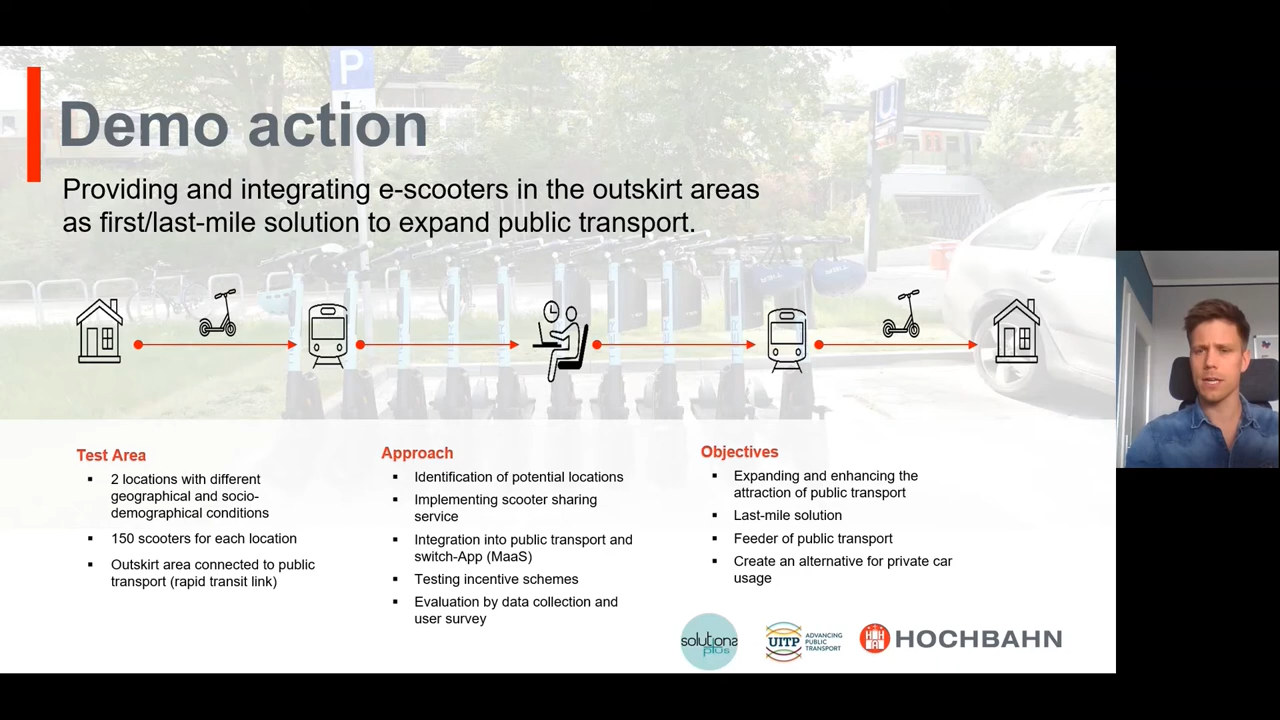 P
U
Demo action
Providing and integrating e-scooters in the outskirt areas
as first/last-mile solution to expand public transport.
Test Area
▪ 2 locations with different
geographical and socio-
demographical conditions
▪ 150 scooters for each location
▪ Outskirt area connected to public
transport (rapid transit link)
Approach
▪ Identification of potential locations
▪ Implementing scooter sharing
service
▪ Integration into public transport and
switch-App (MaaS)
▪ Testing incentive schemes
▪ Evaluation by data collection and
user survey
Objectives
▪ Expanding and enhancing the
attraction of public transport
▪ Last-mile solution
▪ Feeder of public transport
▪ Create an alternative for private car
usage
solutions
plus
UITP
ADVANCING
PUBLIC
TRANSPORT
HOCHBAHN